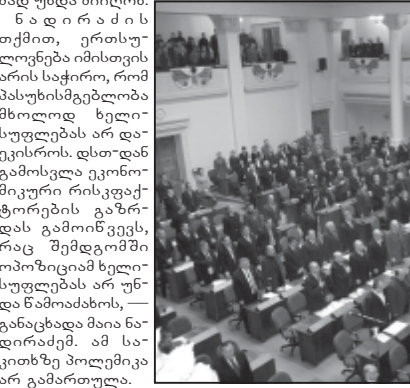 ნადირაძის
თქმით, ერთსუ-
ლოვნება იმისთვის
არის საჭირო, რომ
პასუხისმგებლობა
მხოლოდ ხელი-
სუფლებას არ და-
ეკისროს. დსთ-დან
გამოსვლა ეკონო-
მიკური რისკფაქ-
ტორების გაზრ-
დას გამოიწვევს,
რაც შემდგომში
ოპოზიციამ ხელი-
სუფლებას არ უნ-
და წამოაძახოს, —
განაცხადა მაია ნა-
დირაძემ. ამ სა-
კითხზე პოლემიკა
არ გამართულა.